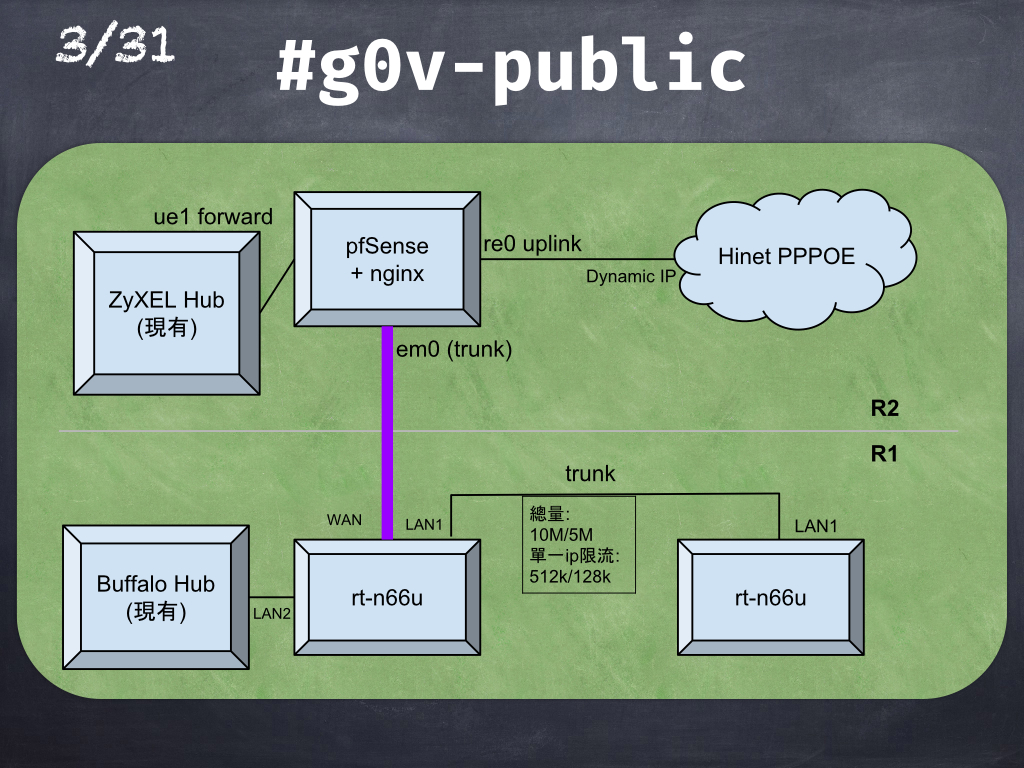 3/31
#g0v-public
ue1 forward
pfSense
+ nginx
re0 uplink
Dynamic IP
Hinet PPPOE
ZyXEL Hub
(現有)
em0 (trunk)
R2
R1
trunk
WAN
LAN1
總量:
10M/5M
單一ip限流:
512k/128k
LAN1
Buffalo Hub
(現有)
LAN2
rt-n66u
rt-n66u